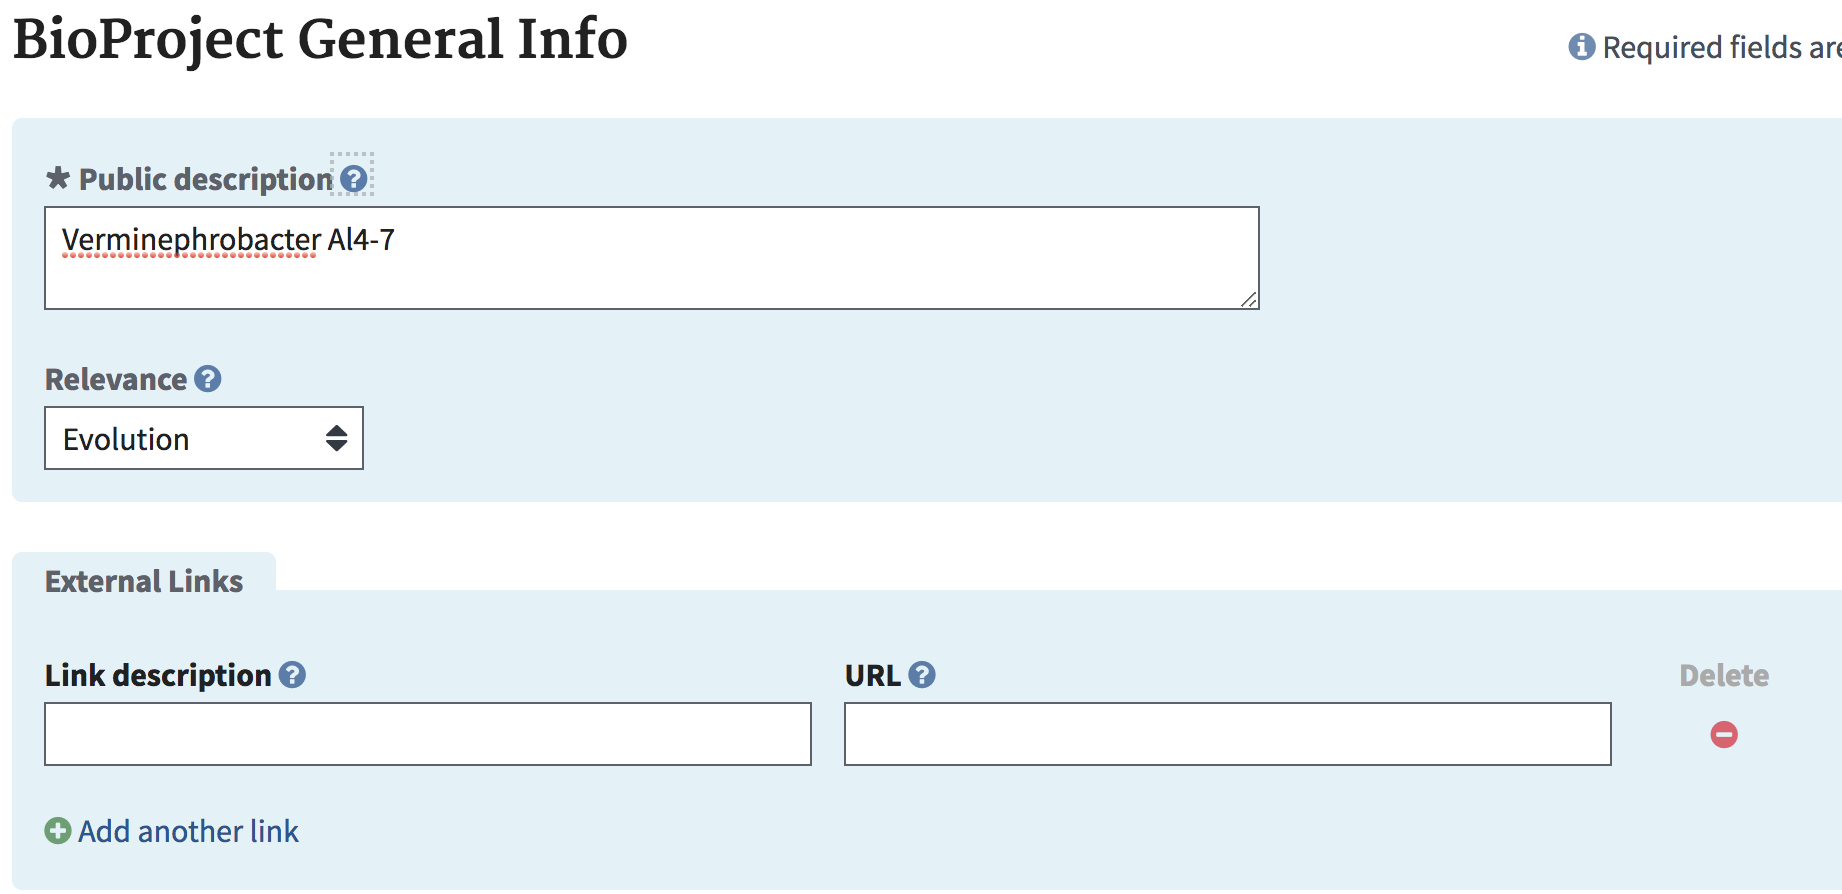 BioProject General Info
Required fields are
* Public description ?
Verminephrobacter Al4-7
Relevance ?
Evolution
External Links
Link description ? URL ? Delete
Add another link